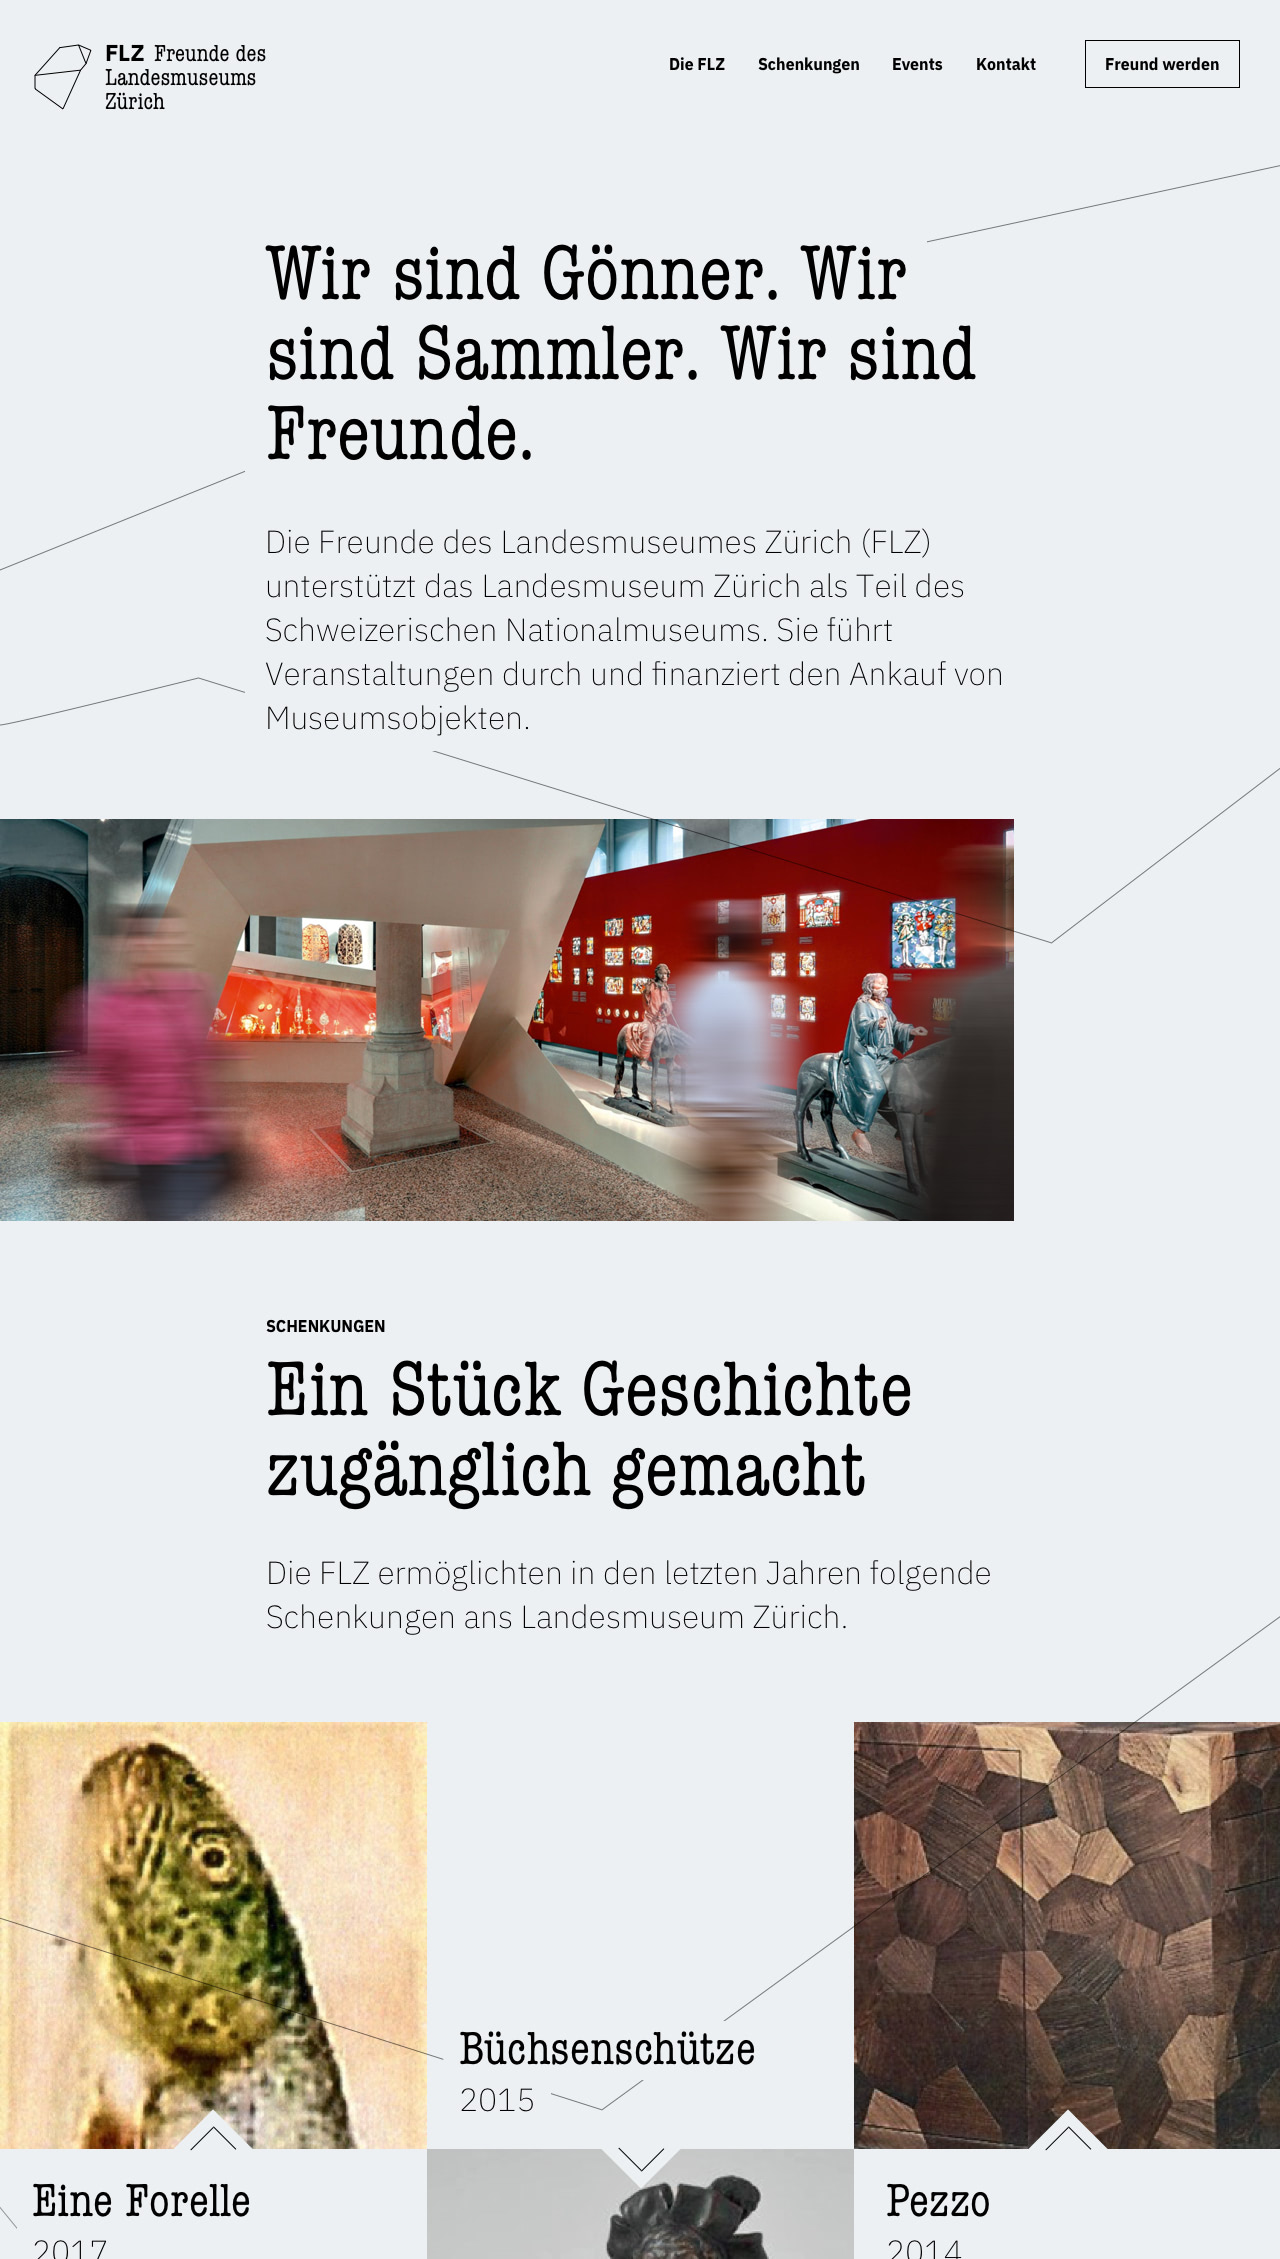 FLZ Freunde des
Landesmuseums
Zürich
Die FLZ
Schenkungen
Events
Kontakt
Freund werden
Wir sind Gönner. Wir
sind Sammler. Wir sind
Freunde.
Die Freunde des Landesmuseumes Zürich (FLZ)
unterstützt das Landesmuseum Zürich als Teil des
Schweizerischen Nationalmuseums. Sie führt
Veranstaltungen durch und finanziert den Ankauf von
Museumsobjekten.
SCHENKUNGEN
Ein Stück Geschichte
zugänglich gemacht
Die FLZ ermöglichten in den letzten Jahren folgende
Schenkungen ans Landesmuseum Zürich.
Büchsenschütze
2015
Eine Forelle
2017
Pezzo
2014